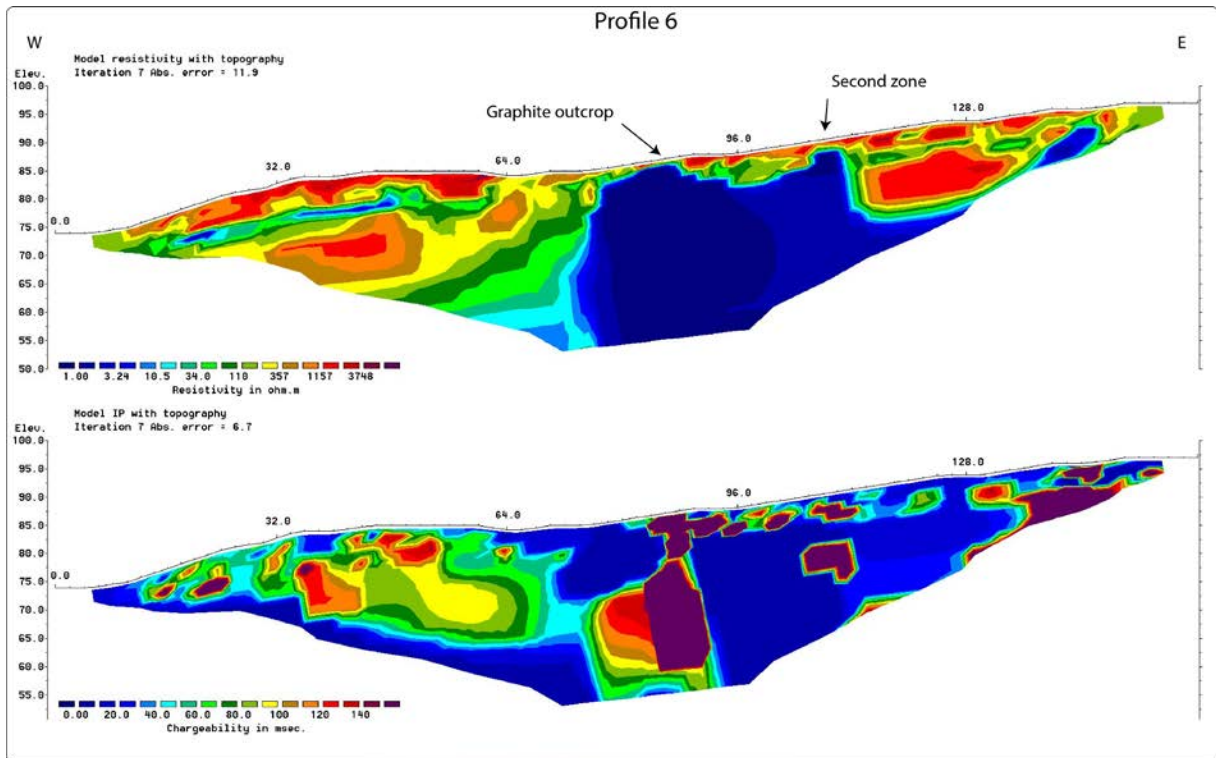 Profile 6
W
E
Model resistivity with topography
Iteration 7 Abs. error = 11.9
Elev.
Second zone
Graphite outcrop
100.0
95.0
90.0
85.0
80.0
75.0
70.0
65.0
60.0
55.0
50.0
0.0
32.0
64.0
96.0
128.0
1.00 3.24 10.5 34.0 110 357 1157 3748
Resistivity in ohm.m
Model IP with topography
Iteration 7 Abs. error = 6.7
Elev.
100.0
95.0
90.0
85.0
80.0
75.0
70.0
65.0
60.0
55.0
0.0
32.0
64.0
96.0
128.0
0.00 20.0 40.0 60.0 80.0 100 120 140
Chargeability in msec.